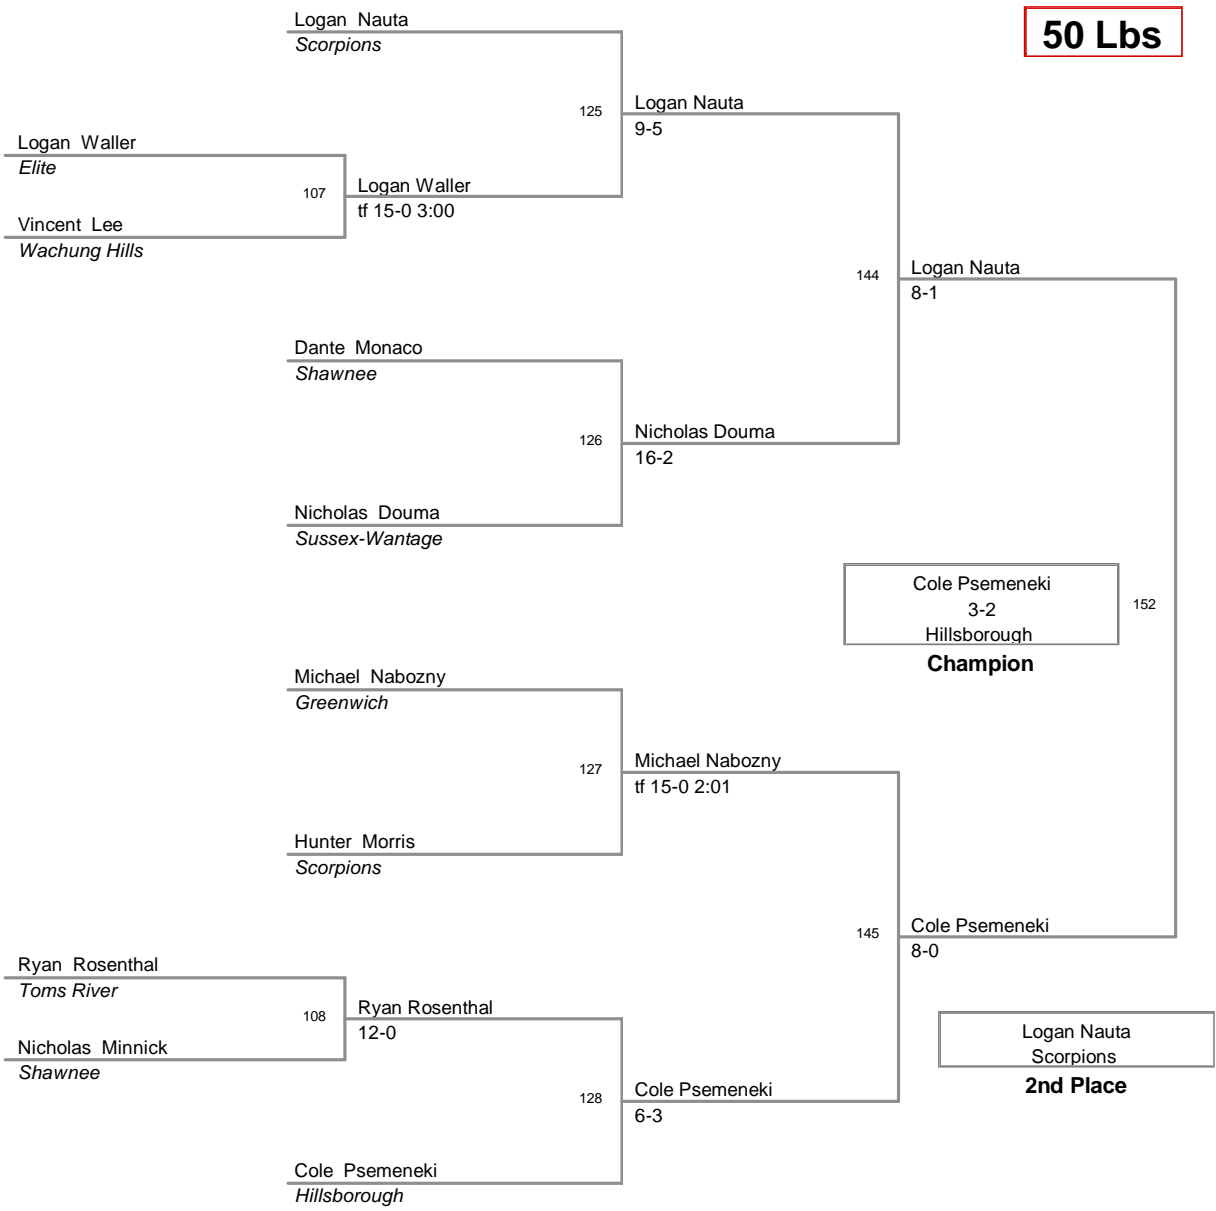 Logan Nauta
Scorpions
50 Lbs
125
Logan Nauta
9-5
Logan Waller
Elite
107
Logan Waller
tf 15-0 3:00
Vincent Lee
Wachung Hills
144
Logan Nauta
8-1
Dante Monaco
Shawnee
126
Nicholas Douma
16-2
Nicholas Douma
Sussex-Wantage
Cole Psemeneki
3-2
Hillsborough
Champion
152
Michael Nabozny
Greenwich
127
Michael Nabozny
tf 15-0 2:01
Hunter Morris
Scorpions
145
Cole Psemeneki
8-0
Ryan Rosenthal
Toms River
108
Ryan Rosenthal
12-0
Nicholas Minnick
Shawnee
Logan Nauta
Scorpions
2nd Place
128
Cole Psemeneki
6-3
Cole Psemeneki
Hillsborough